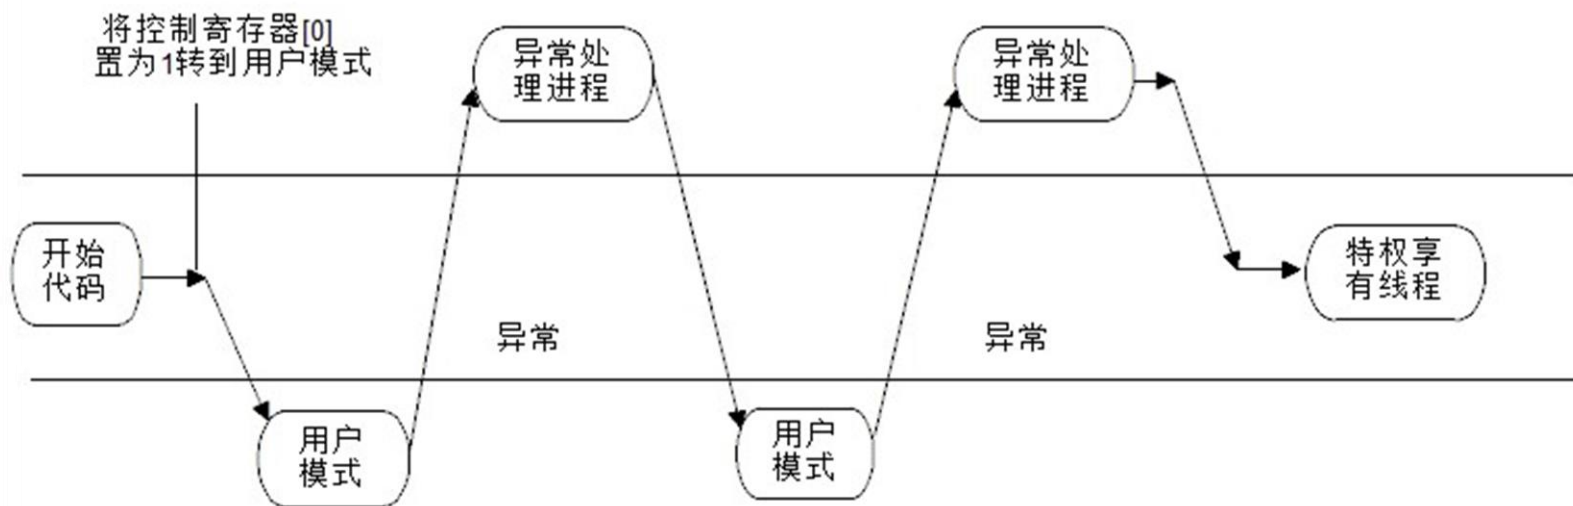 将控制寄存器[0]
置为1转到用户模式
异常处
理进程
异常处
理进程
开始
代码
特权享
有线程
异常
异常
用户
模式
用户
模式